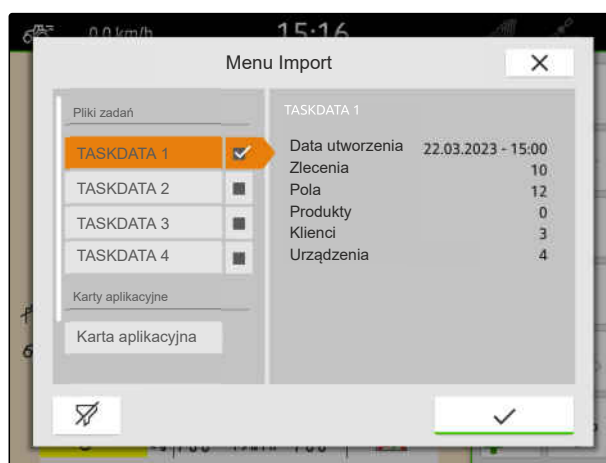 0.0 km/h 15:16
Menu Import
Pliki zadań
TASKDATA 1
TASKDATA 2
TASKDATA 3
TASKDATA 4
Karty aplikacyjne
Karta aplikacyjna
TASKDATA 1
Data utworzenia 22.03.2023 - 15:00
Zlecenia 10
Pola 12
Produkty 0
Klienci 3
Urządzenia 4